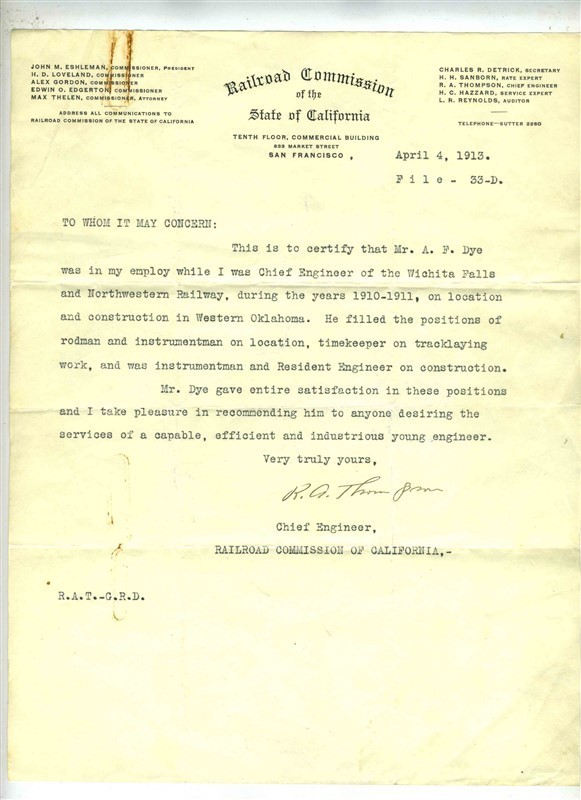 JOHN M. ESHLEMAN, COMMISSIONER, PRESIDENT
H. D. LOVELAND, COMMISSIONER
ALEX GORDON, COMMISSIONER
EDWIN O. EDGERTON, COMMISSIONER
MAX THELEN, COMMISSIONER, ATTORNEY
ADDRESS ALL COMMUNICATIONS TO
RAILROAD COMMISSION OF THE STATE OF CALIFORNIA
Railroad Commission
of the
State of California
TENTH FLOOR, COMMERCIAL BUILDING
833 MARKET STREET
SAN FRANCISCO ,
CHARLES R. DETRICK, SECRETARY
H. H. SANBORN, RATE EXPERT
R. A. THOMPSON, CHIEF ENGINEER
H. C. HAZZARD, SERVICE EXPERT
L. R. REYNOLDS, AUDITOR
TELEPHONE—SUTTER 2260
April 4, 1913.
F i l e - 33-D.
TO WHOM IT MAY CONCERN:
This is to certify that Mr. A. F. Dye
was in my employ while I was Chief Engineer of the Wichita Falls
and Northwestern Railway, during the years 1910-1911, on location
and construction in Western Oklahoma. He filled the positions of
rodman and instrumentman on location, timekeeper on tracklaying
work, and was instrumentman and Resident Engineer on construction.
Mr. Dye gave entire satisfaction in these positions
and I take pleasure in recommending him to anyone desiring the
services of a capable, efficient and industrious young engineer.
Very truly yours,
R. A. Thompson
Chief Engineer,
RAILROAD COMMISSION OF CALIFORNIA,-
R.A.T.-G.R.D.